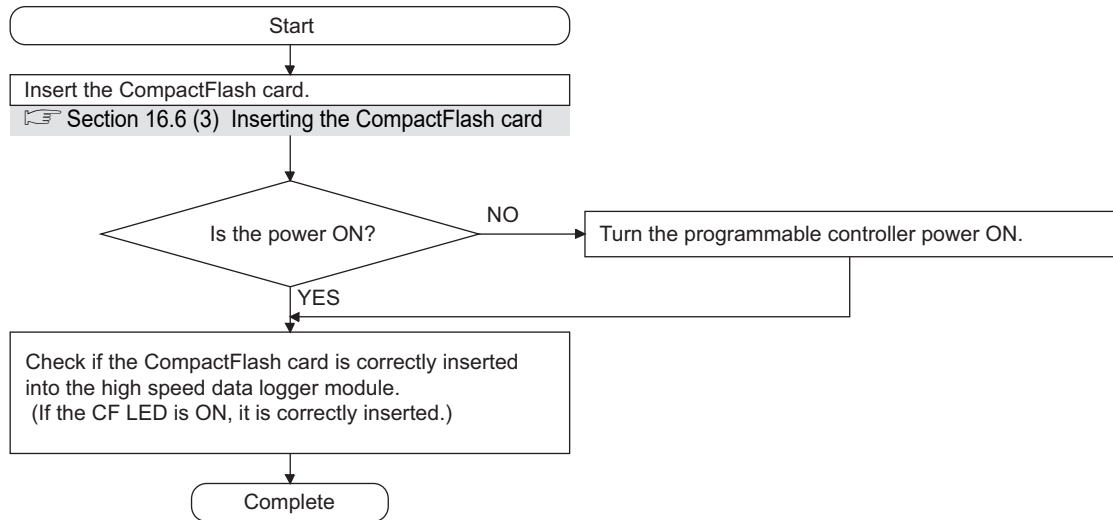 Start
Insert the CompactFlash card.
☞ Section 16.6 (3) Inserting the CompactFlash card
Is the power ON?
NO
Turn the programmable controller power ON.
YES
Check if the CompactFlash card is correctly inserted
into the high speed data logger module.
(If the CF LED is ON, it is correctly inserted.)
Complete